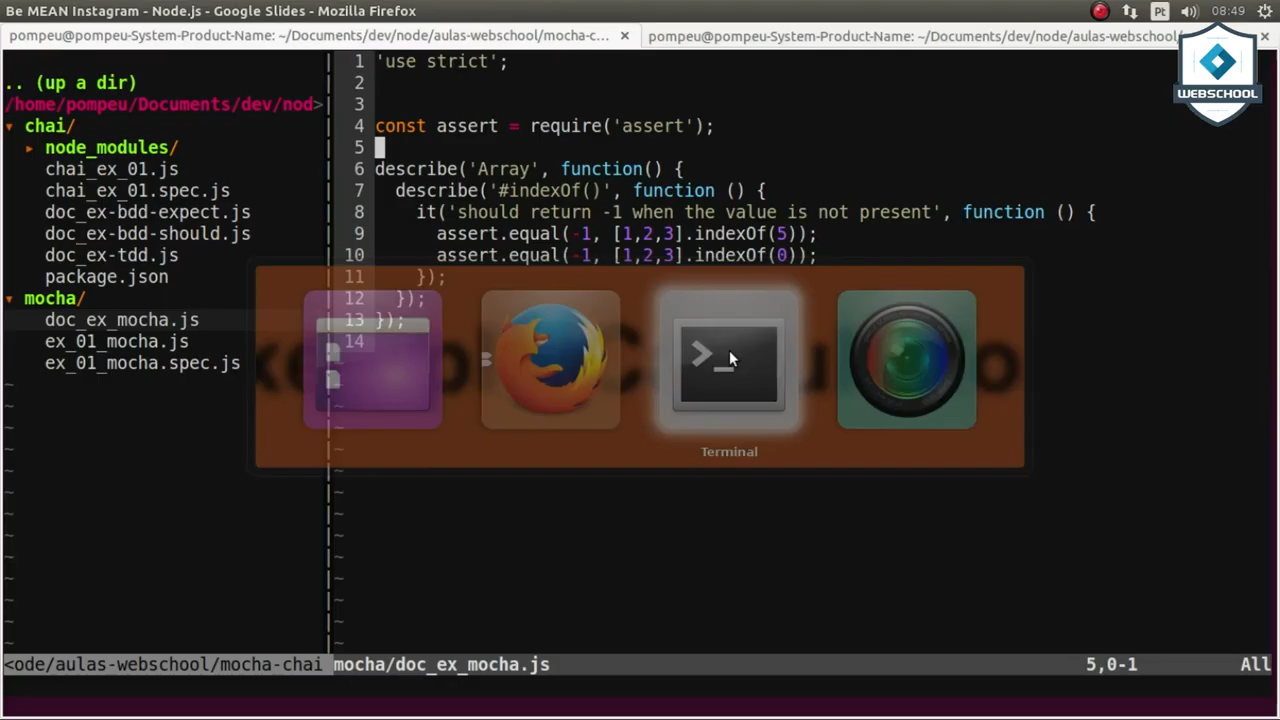 Be MEAN Instagram - Node.js - Google Slides - Mozilla Firefox
Pt
08:49
pompeu@pompeu-System-Product-Name: ~/Documents/dev/node/aulas-webschool/mocha-c...
pompeu@pompeu-System-Product-Name: ~/Documents/dev/node/aulas-webschool/
WEBSCHOOL
.. (up a dir)
/home/pompeu/Documents/dev/nod>
▾ chai/
▸ node_modules/
chai_ex_01.js
chai_ex_01.spec.js
doc_ex-bdd-expect.js
doc_ex-bdd-should.js
doc_ex-tdd.js
package.json
▾ mocha/
doc_ex_mocha.js
ex_01_mocha.js
ex_01_mocha.spec.js
1 'use strict';
2
3
4 const assert = require('assert');
5
6 describe('Array', function() {
7 describe('#indexOf()', function () {
8 it('should return -1 when the value is not present', function () {
9 assert.equal(-1, [1,2,3].indexOf(5));
10 assert.equal(-1, [1,2,3].indexOf(0));
11 });
12 });
13 });
14
Terminal
<ode/aulas-webschool/mocha-chai
mocha/doc_ex_mocha.js
5,0-1
All